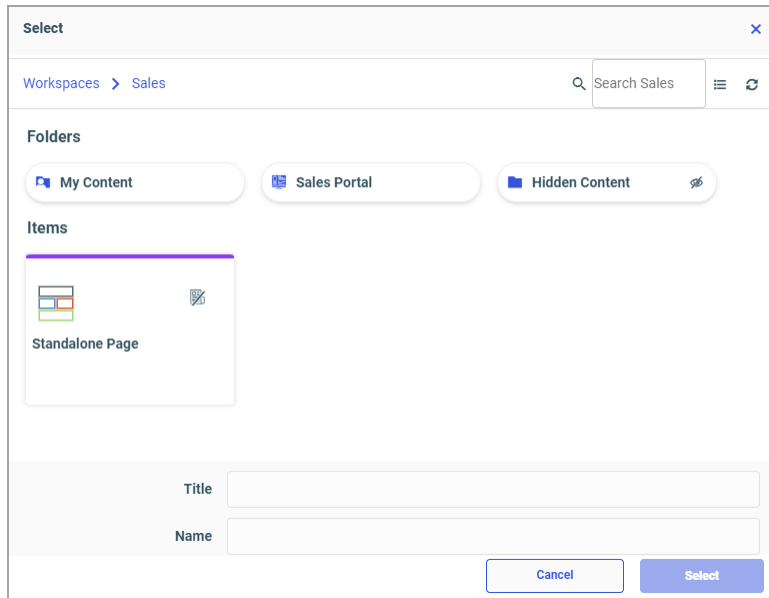 Select
Workspaces Sales
Search Sales
Folders
My Content
Sales Portal
Hidden Content
Items
Standalone Page
Title
Name
Cancel
Select